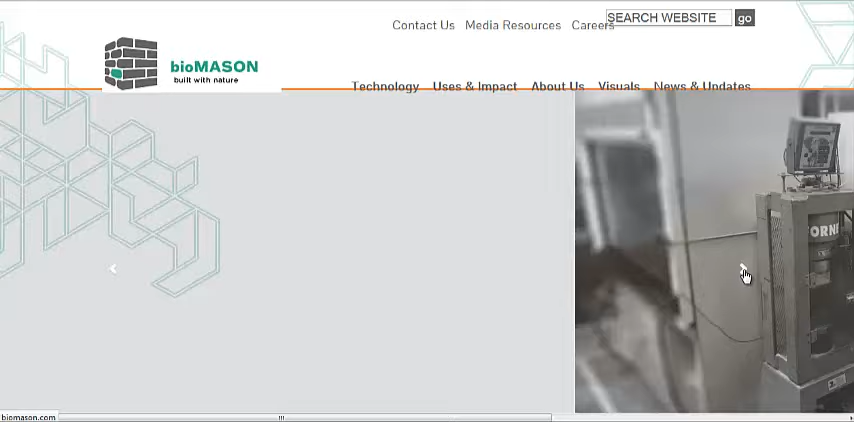 Contact Us Media Resources Careers SEARCH WEBSITE go
bioMASON
built with nature
Technology Uses & Impact About Us Visuals News & Updates
FORNE
biomason.com